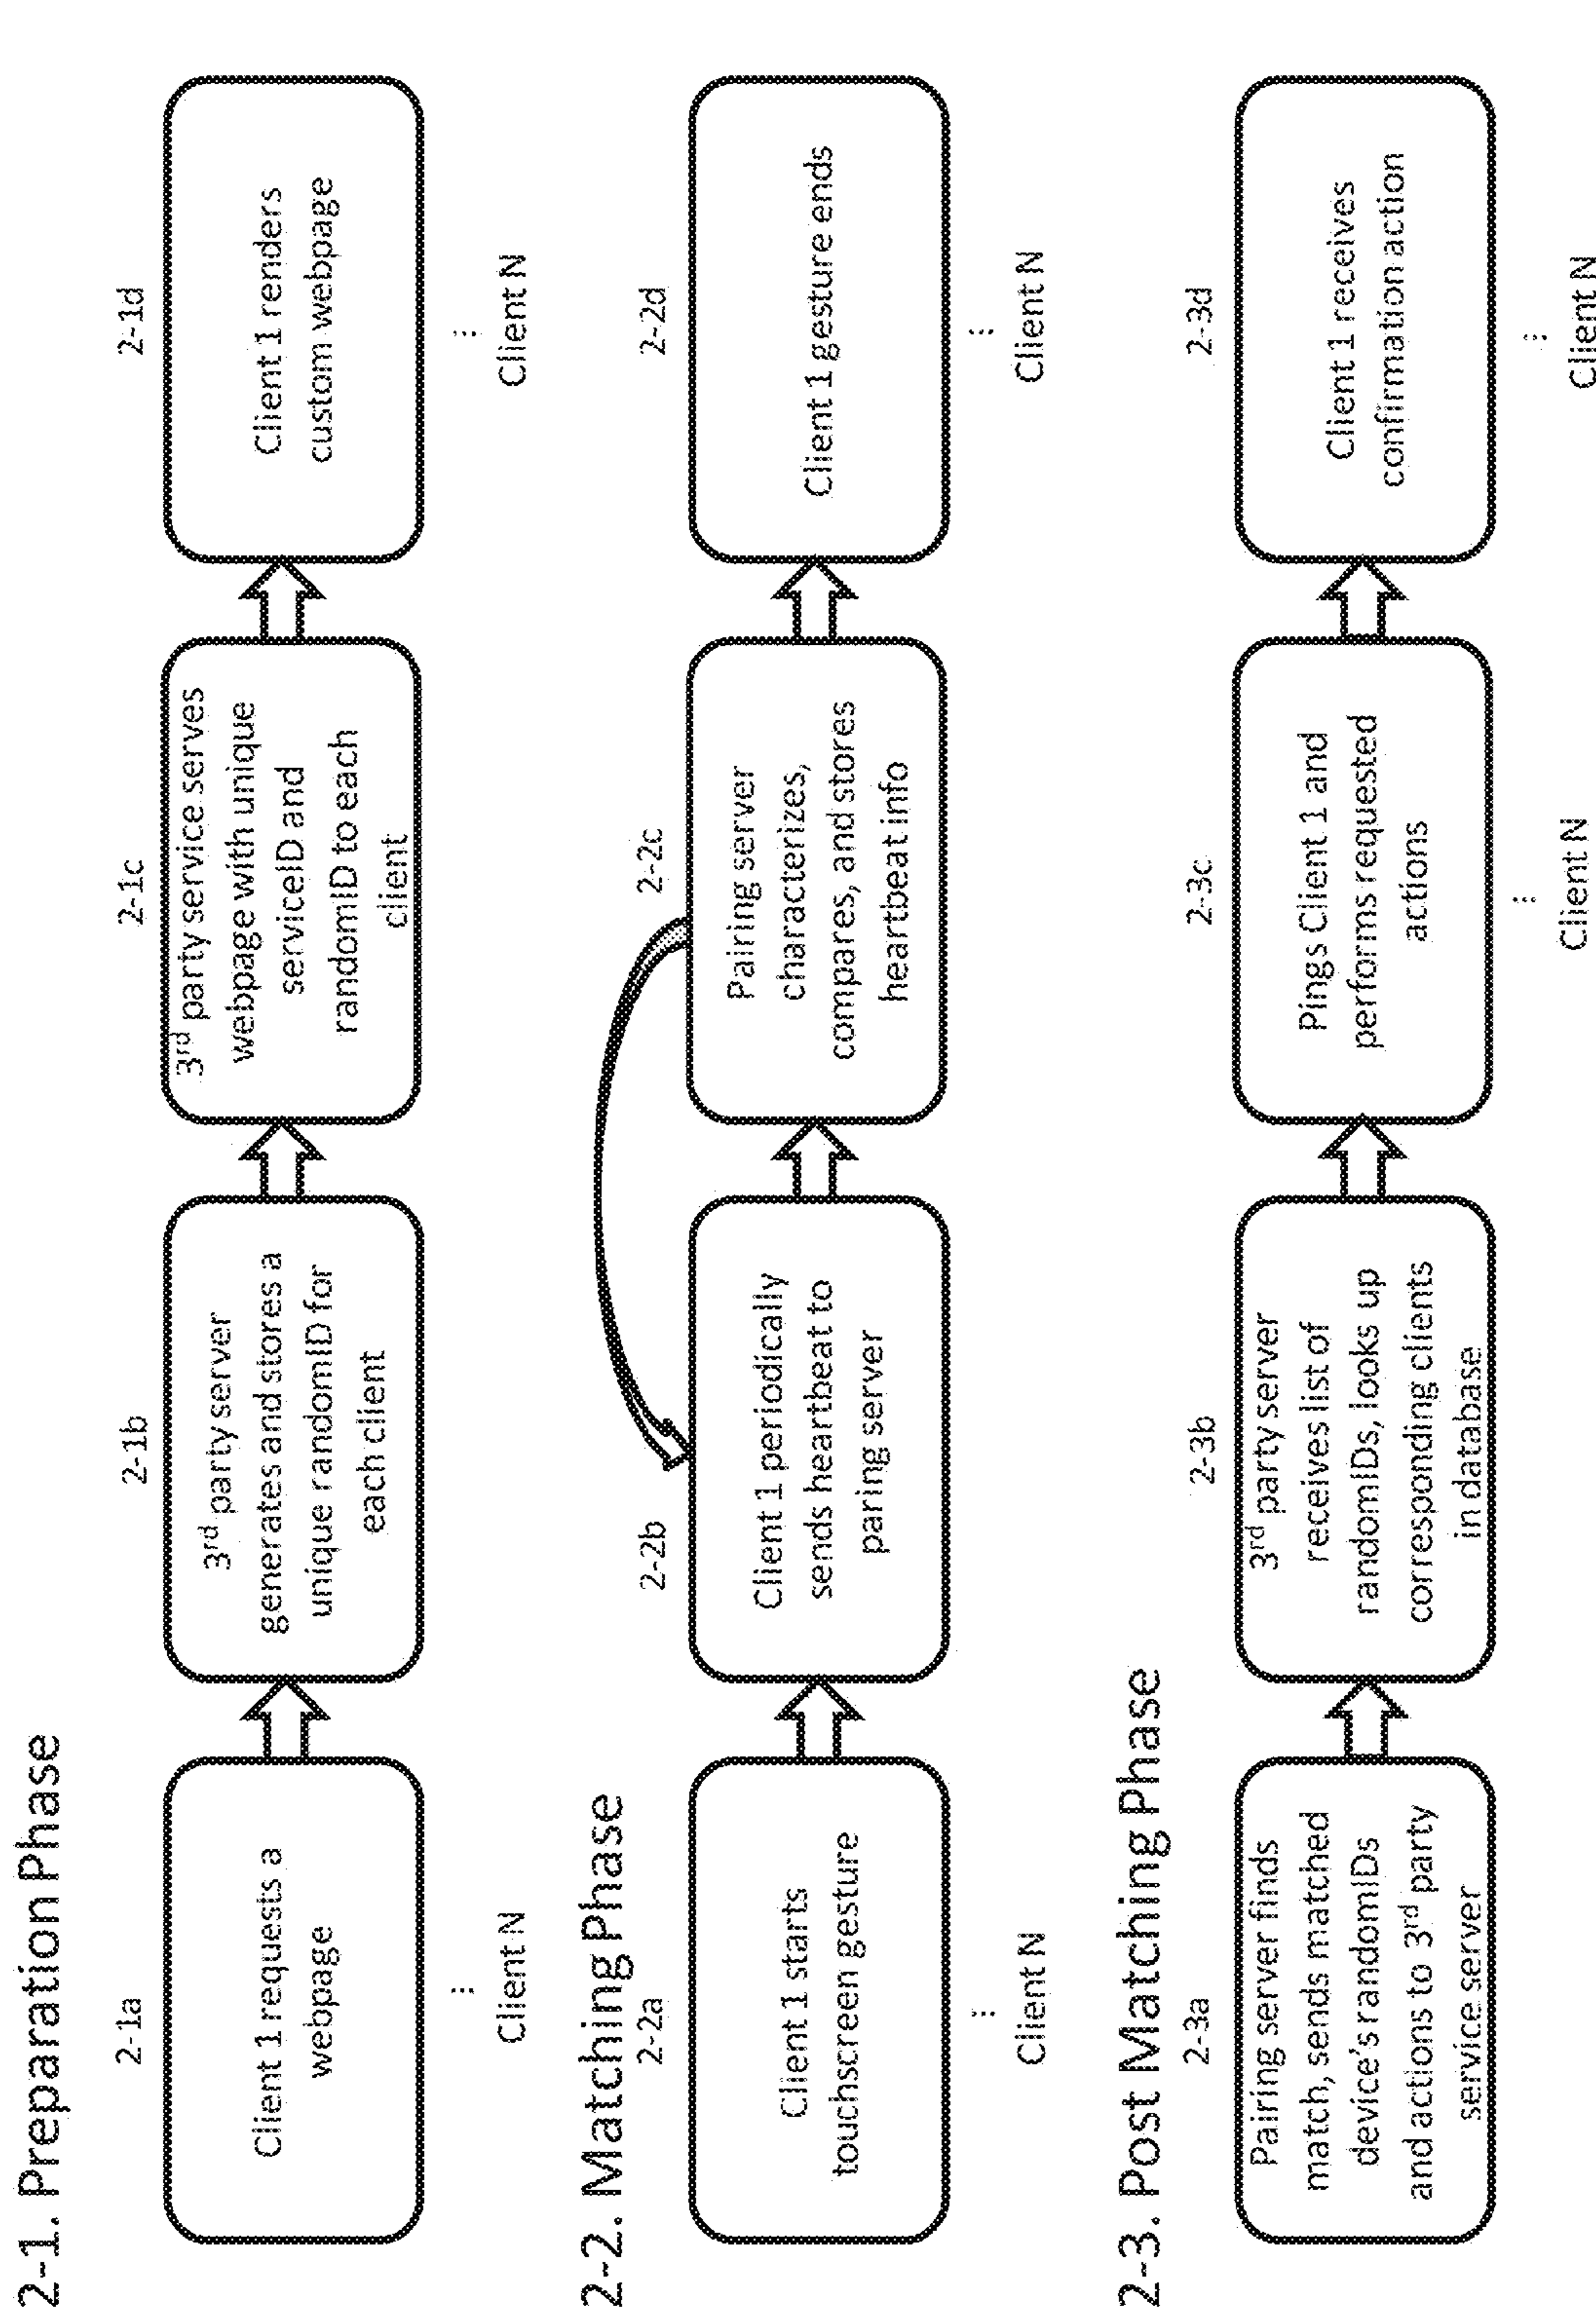 2-1. Preparation Phase
2-1a
2-1b
2-1c
2-1d
Client 1 requests a
webpage
3rd party server
generates and stores a
unique randomID for
each client
3rd party service serves
webpage with unique
serviceID and
randomID to each
client
Client 1 renders
custom webpage
⋮
Client N
⋮
Client N
2-2. Matching Phase
2-2a
2-2b
2-2c
2-2d
Client 1 starts
touchscreen gesture
Client 1 periodically
sends heartbeat to
paring server
Pairing server
characterizes,
compares, and stores
heartbeat info
Client 1 gesture ends
⋮
Client N
⋮
Client N
2-3. Post Matching Phase
2-3a
2-3b
2-3c
2-3d
Pairing server finds
match, sends matched
device's randomIDs
and actions to 3rd party
service server
3rd party server
receives list of
randomIDs, looks up
corresponding clients
in database
Pings Client 1 and
performs requested
actions
Client 1 receives
confirmation action
⋮
Client N
⋮
Client N